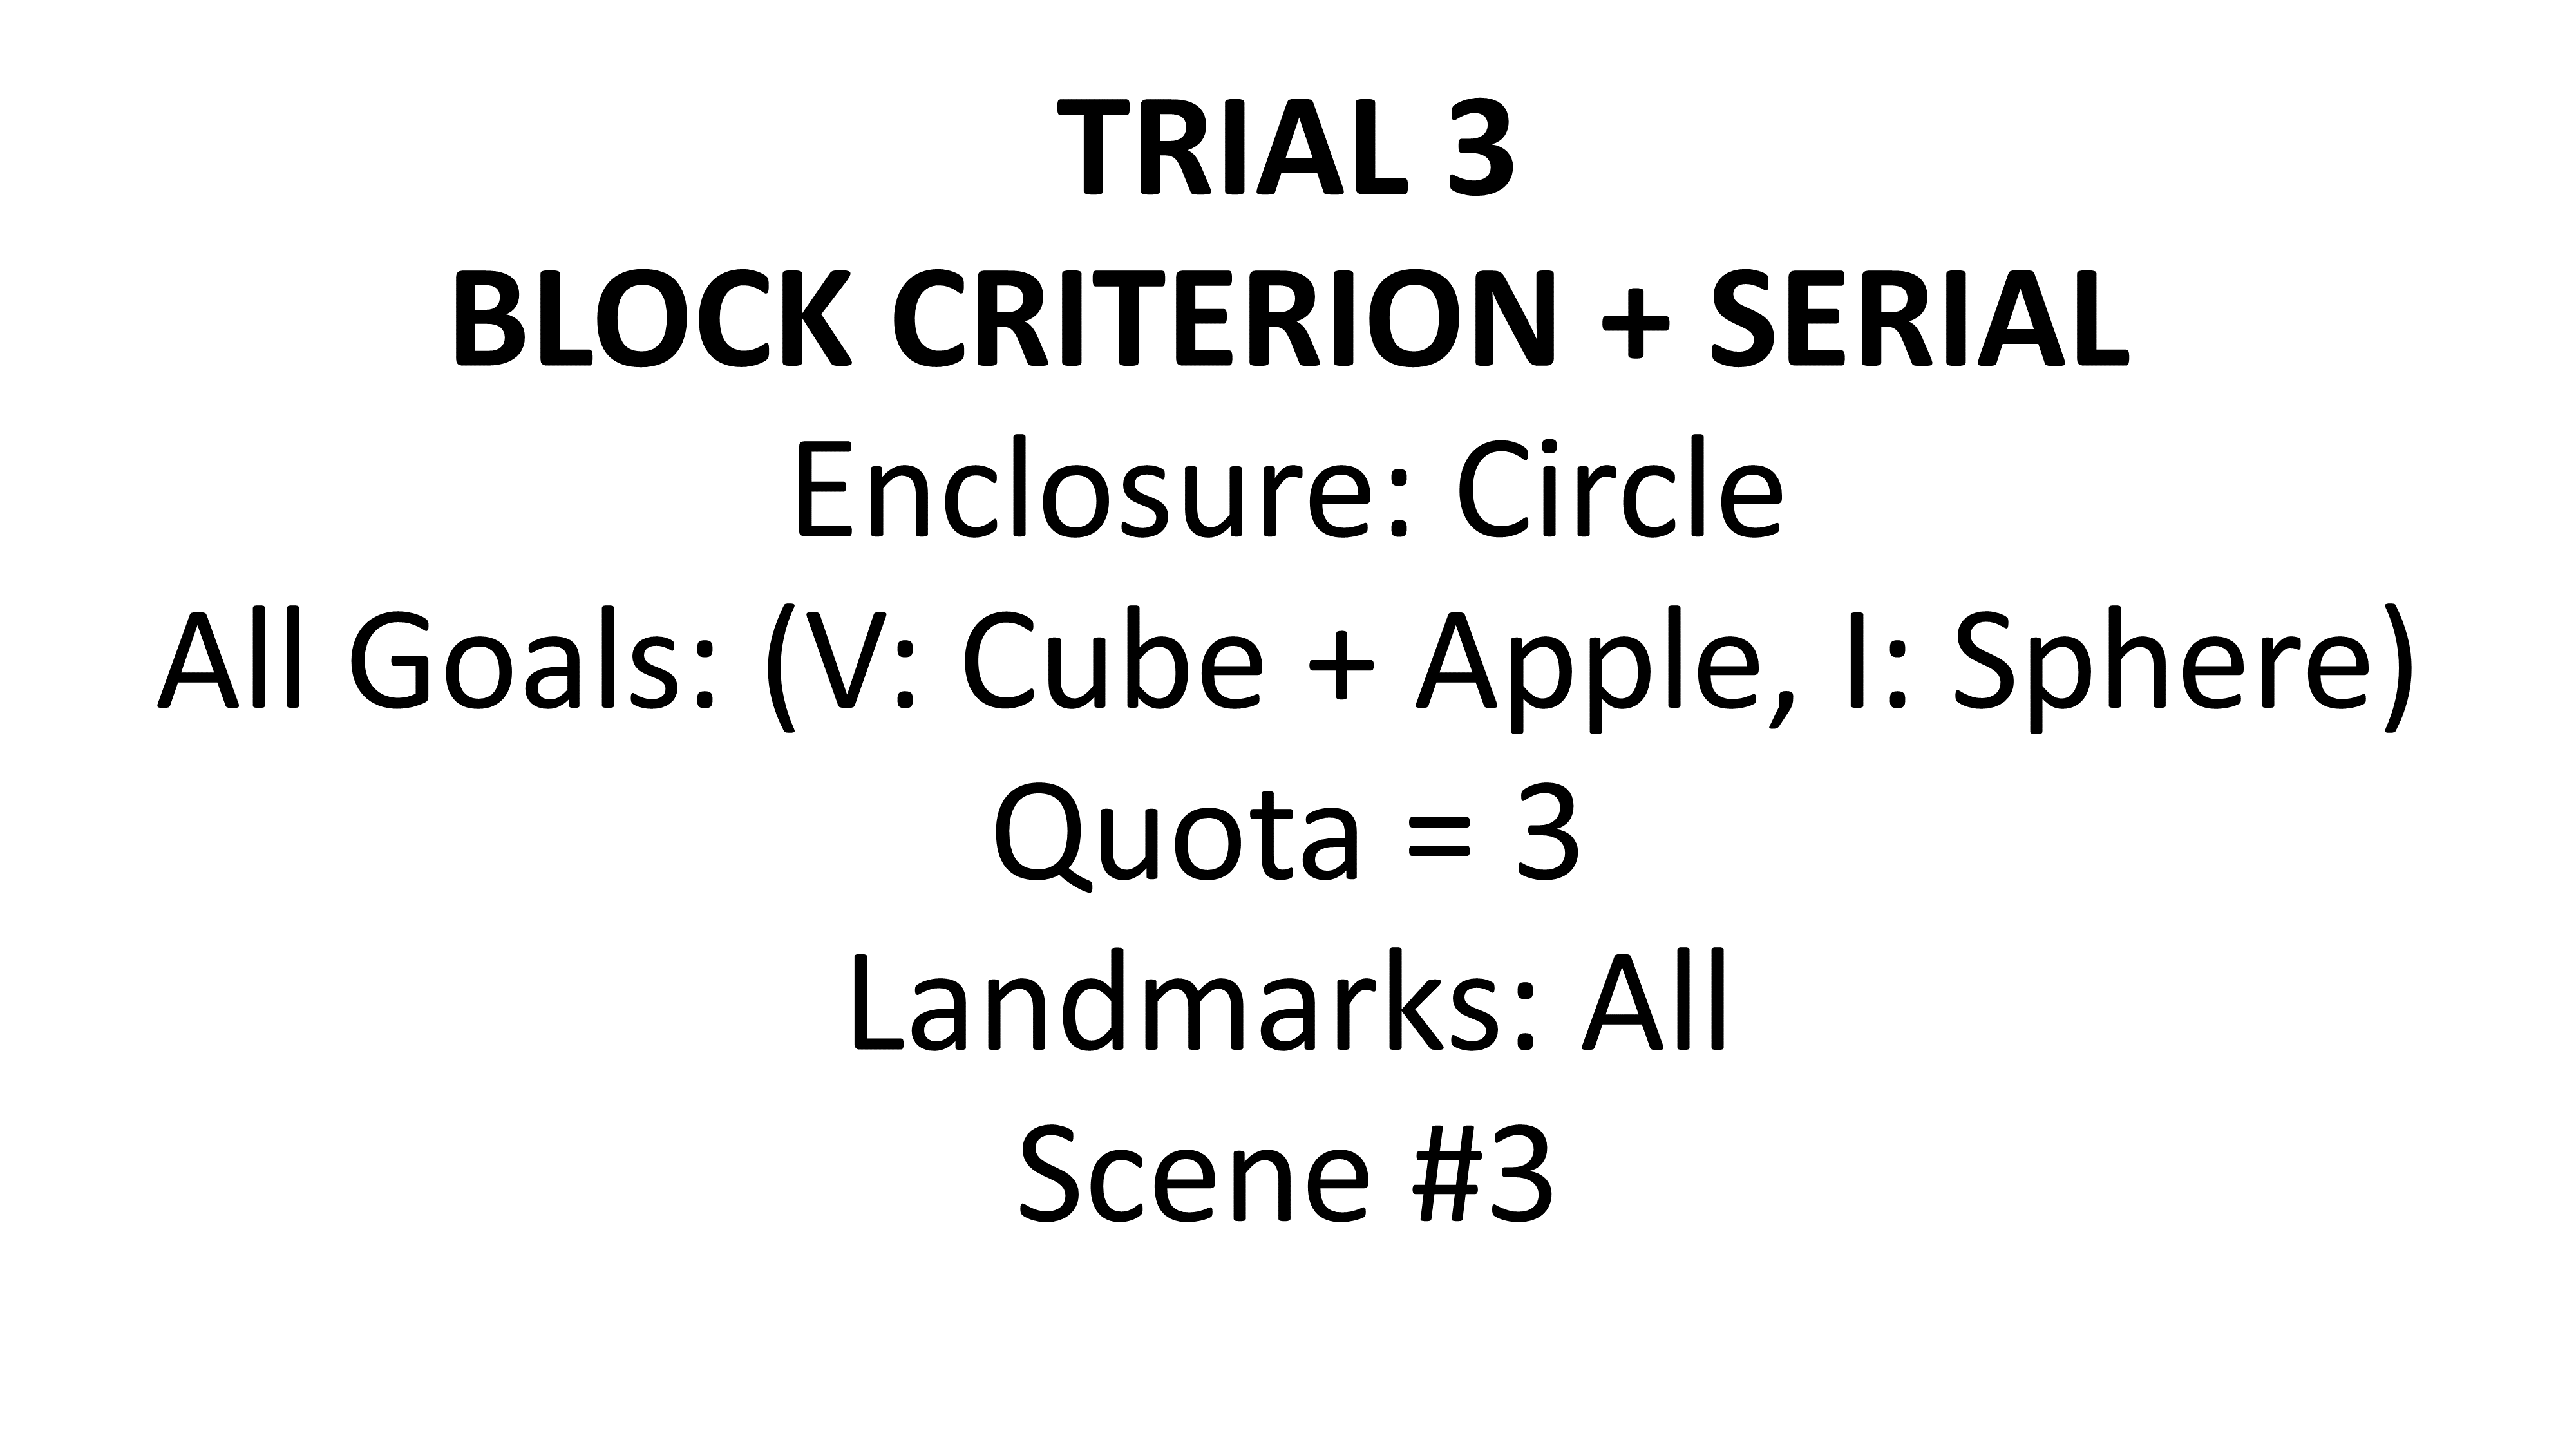 TRIAL 3
BLOCK CRITERION + SERIAL
Enclosure: Circle
All Goals: (V: Cube + Apple, I: Sphere)
Quota = 3
Landmarks: All
Scene #3